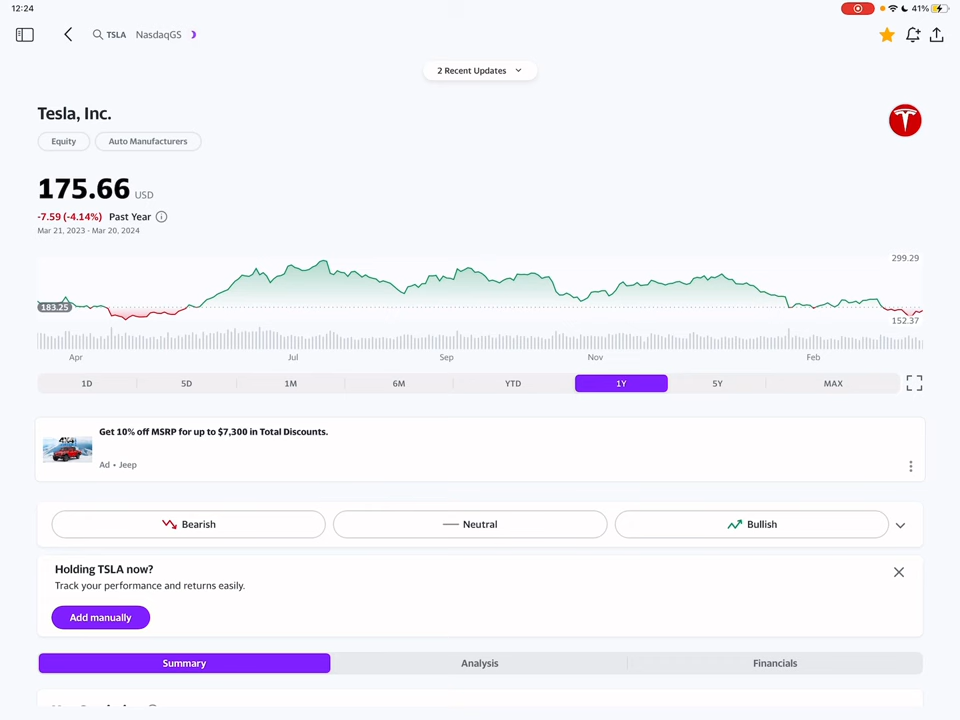 12:24
41%
TSLA NasdaqGS
2 Recent Updates
Tesla, Inc.
Equity Auto Manufacturers
175.66 USD
-7.59 (-4.14%) Past Year
Mar 21, 2023 - Mar 20, 2024
299.29
183.25
152.37
Apr Jul Sep Nov Feb
1D 5D 1M 6M YTD 1Y 5Y MAX
Get 10% off MSRP for up to $7,300 in Total Discounts.
Ad • Jeep
Bearish Neutral Bullish
Holding TSLA now?
Track your performance and returns easily.
Add manually
Summary Analysis Financials